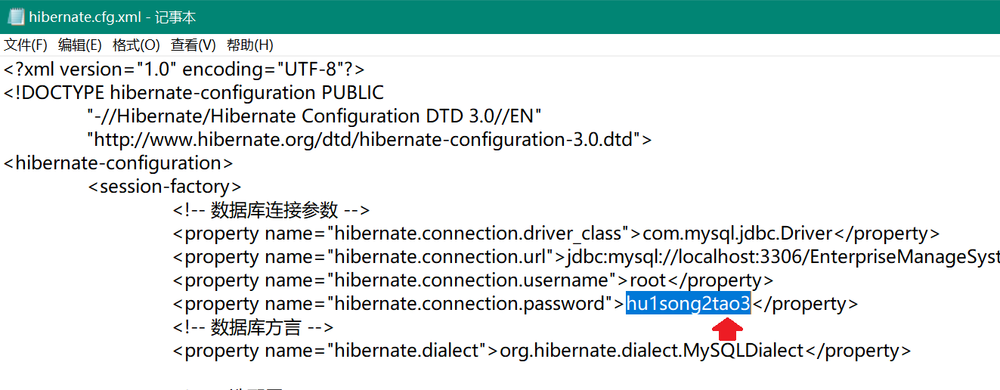 hibernate.cfg.xml - 记事本
文件(F) 编辑(E) 格式(O) 查看(V) 帮助(H)
<?xml version="1.0" encoding="UTF-8"?>
<!DOCTYPE hibernate-configuration PUBLIC
"-//Hibernate/Hibernate Configuration DTD 3.0//EN"
"http://www.hibernate.org/dtd/hibernate-configuration-3.0.dtd">
<hibernate-configuration>
<session-factory>
<!-- 数据库连接参数 -->
<property name="hibernate.connection.driver_class">com.mysql.jdbc.Driver</property>
<property name="hibernate.connection.url">jdbc:mysql://localhost:3306/EnterpriseManageSyst
<property name="hibernate.connection.username">root</property>
<property name="hibernate.connection.password">hu1song2tao3</property>
<!-- 数据库方言 -->
<property name="hibernate.dialect">org.hibernate.dialect.MySQLDialect</property>